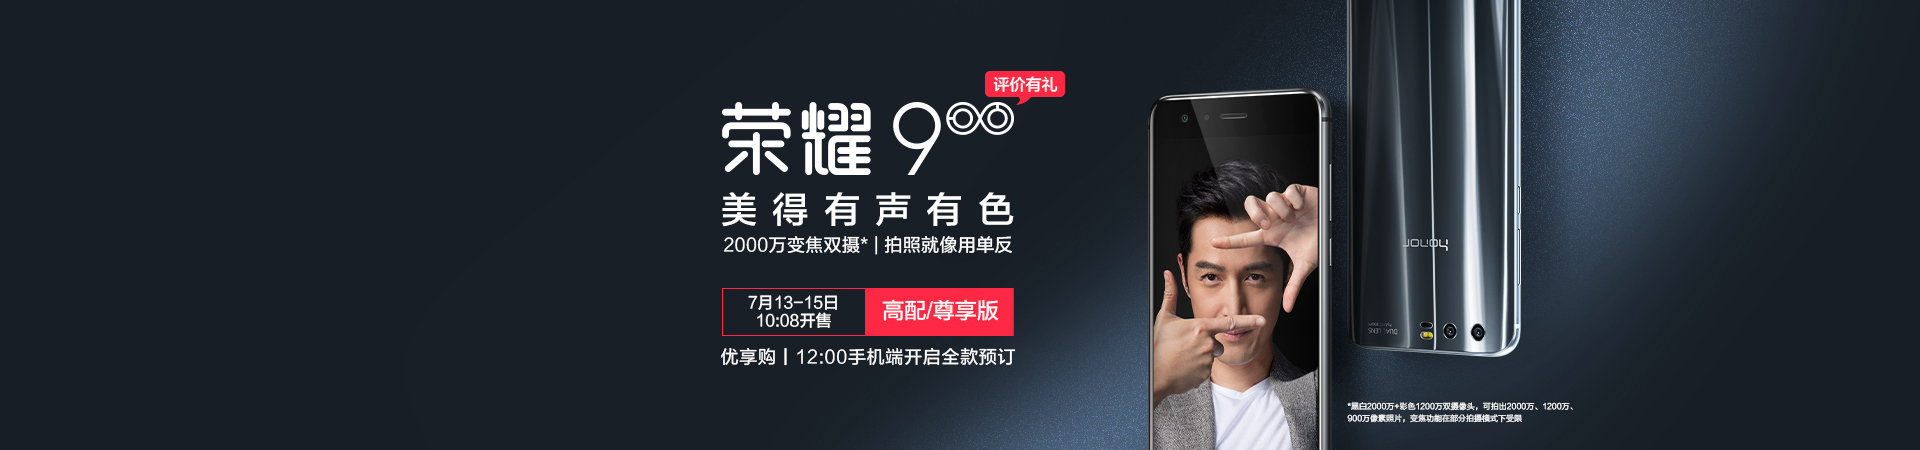 评价有礼
荣耀 9
美得有声有色
2000万变焦双摄* | 拍照就像用单反
7月13-15日
10:08开售
高配/尊享版
优享购 | 12:00手机端开启全款预订
honor
DUAL LENS
*黑白2000万+彩色1200万双摄像头，可拍出2000万、1200万、
900万像素照片，变焦功能在部分拍摄模式下受限